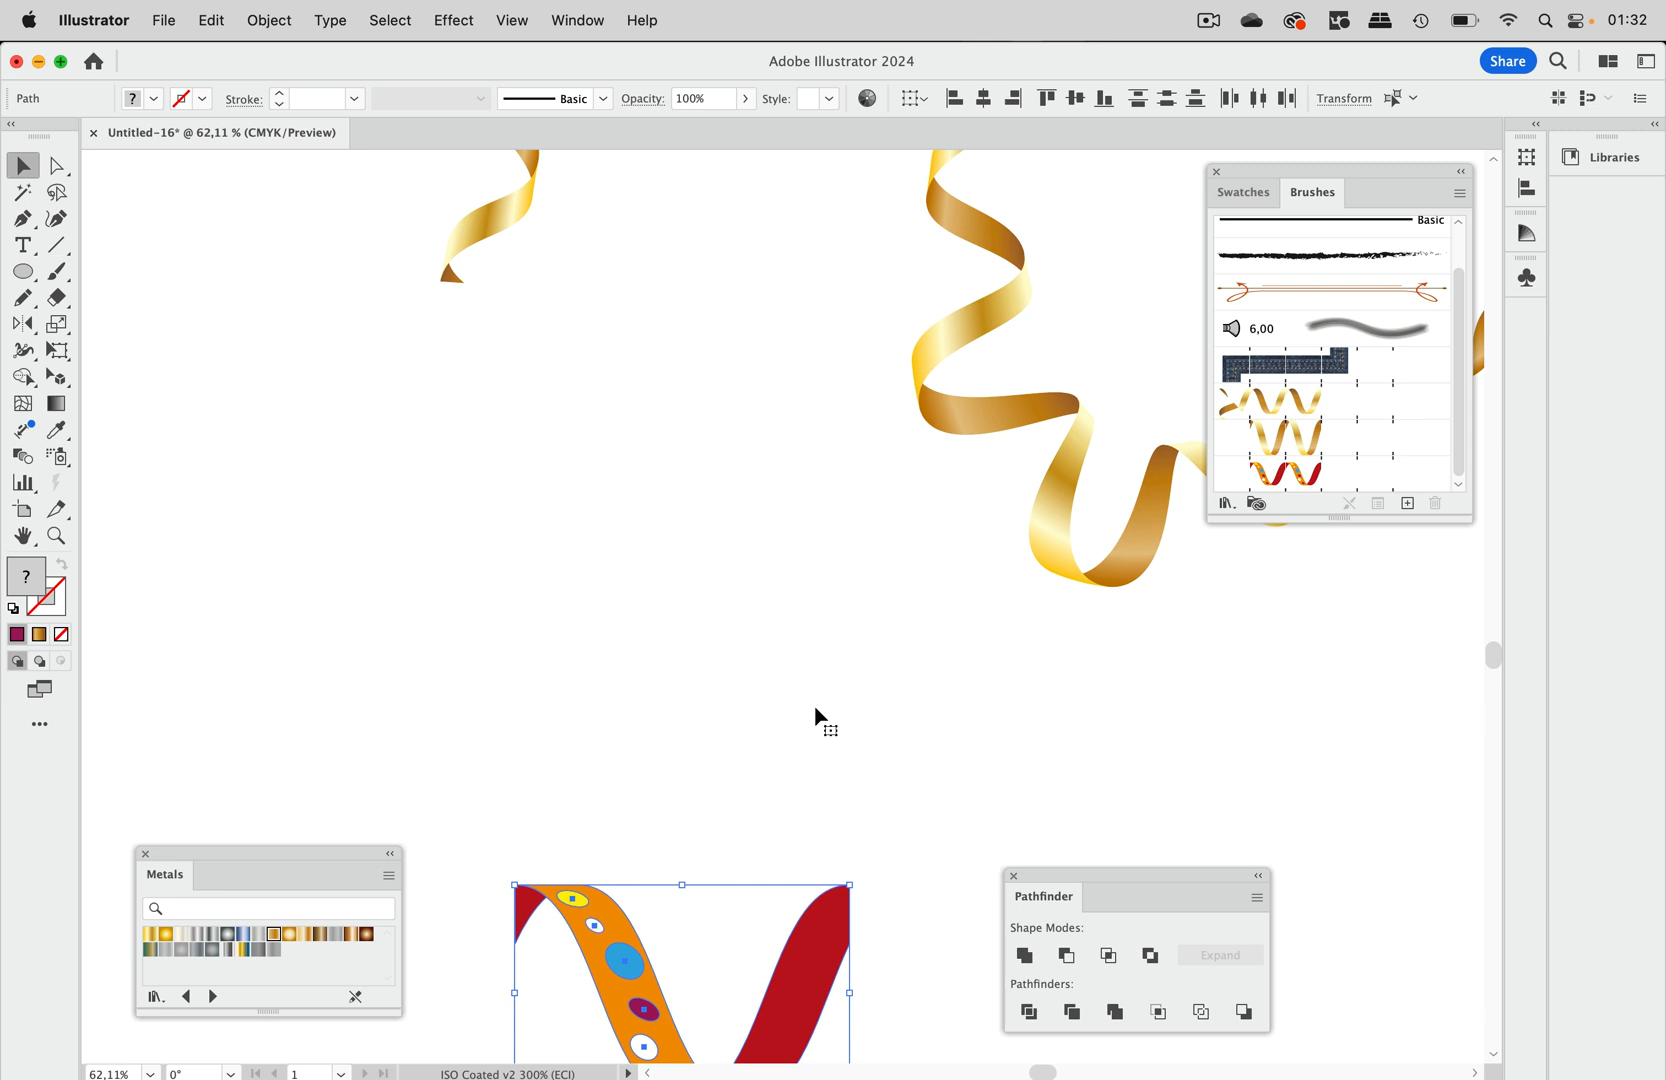 Illustrator File Edit Object Type Select Effect View Window Help 01:32
Adobe Illustrator 2024 Share
Path ? Stroke: Basic Opacity: 100% Style: Transform
× Untitled-16* @ 62,11 % (CMYK/Preview)
Libraries
Swatches Brushes
Basic
6,00
?
Metals
Pathfinder
Shape Modes:
Expand
Pathfinders:
62,11% 0° 1 ISO Coated v2 300% (ECI)